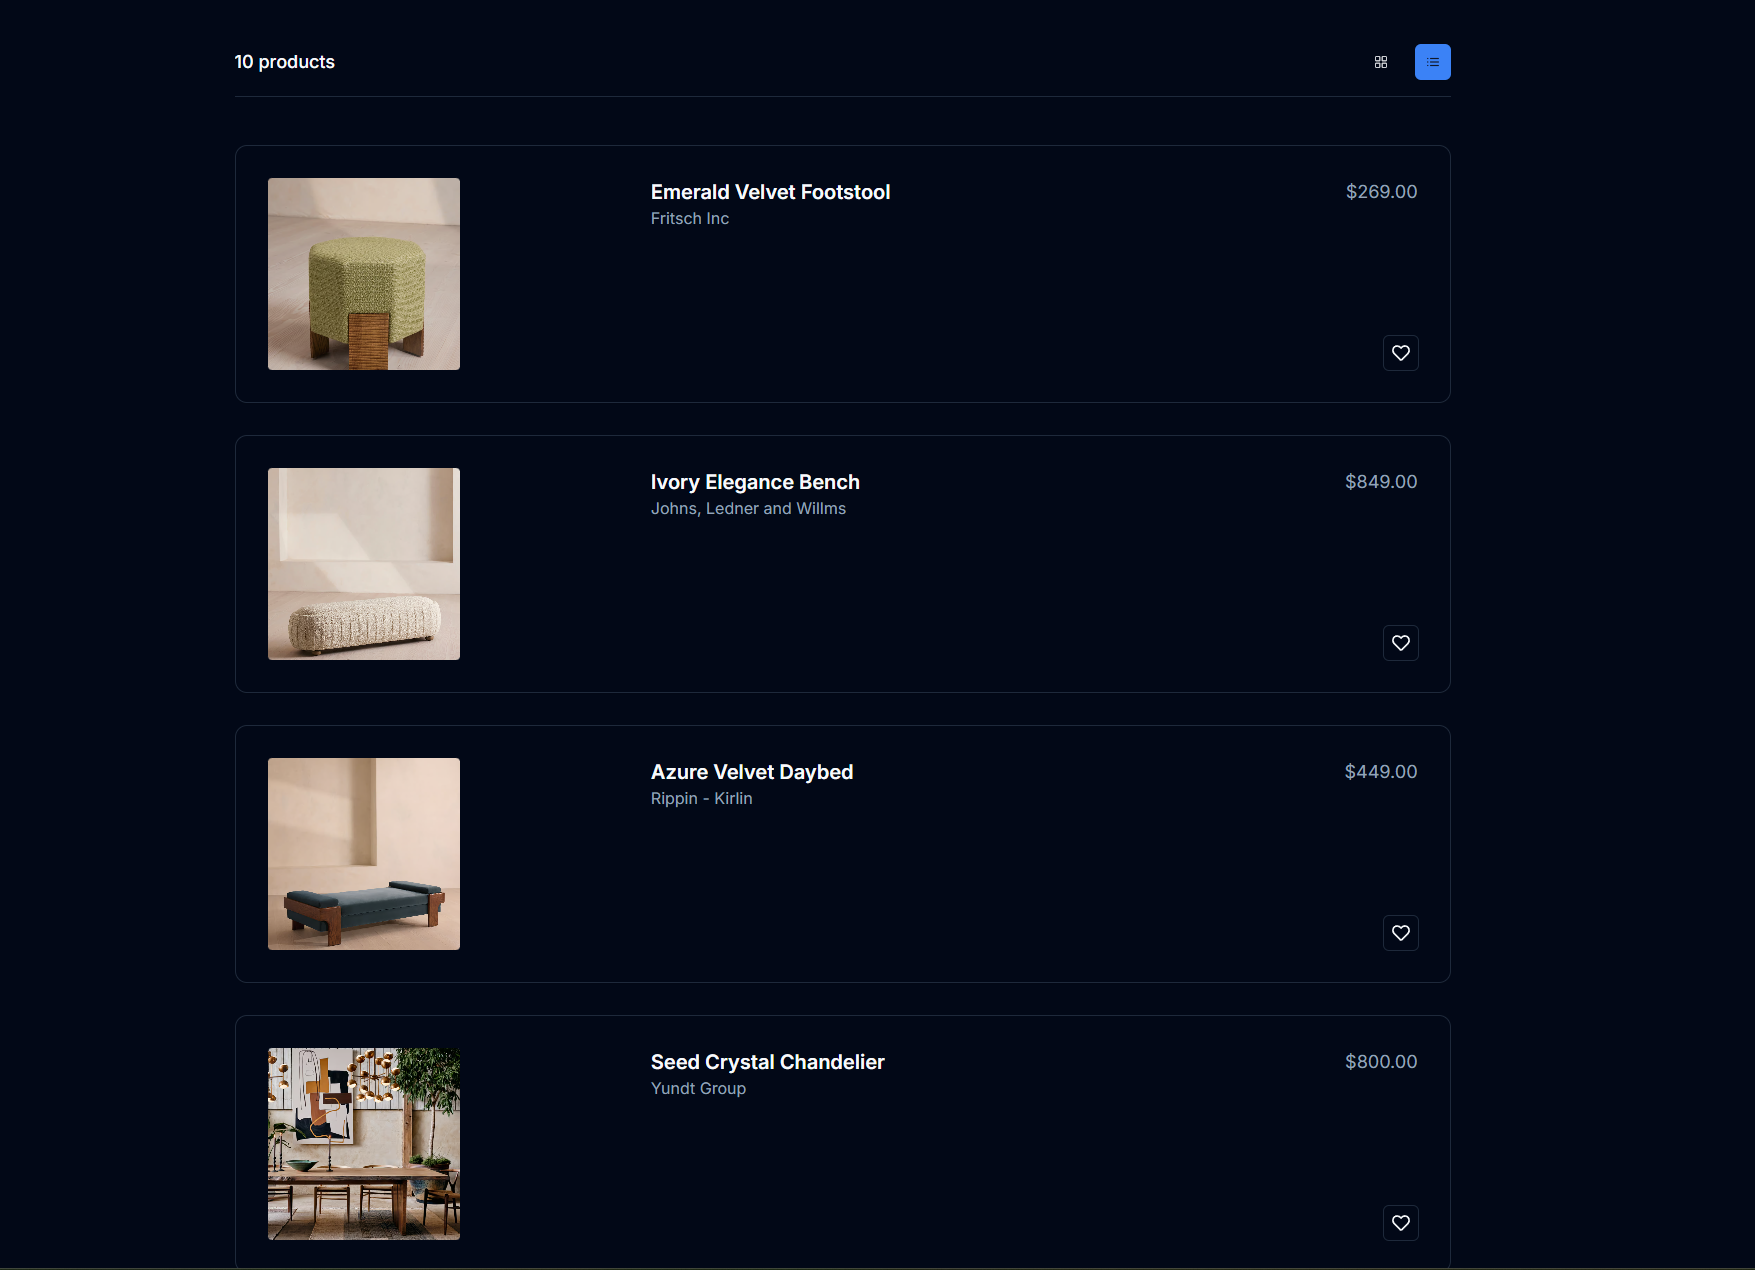 10 products
Emerald Velvet Footstool
$269.00
Fritsch Inc
Ivory Elegance Bench
$849.00
Johns, Ledner and Willms
Azure Velvet Daybed
$449.00
Rippin - Kirlin
Seed Crystal Chandelier
$800.00
Yundt Group